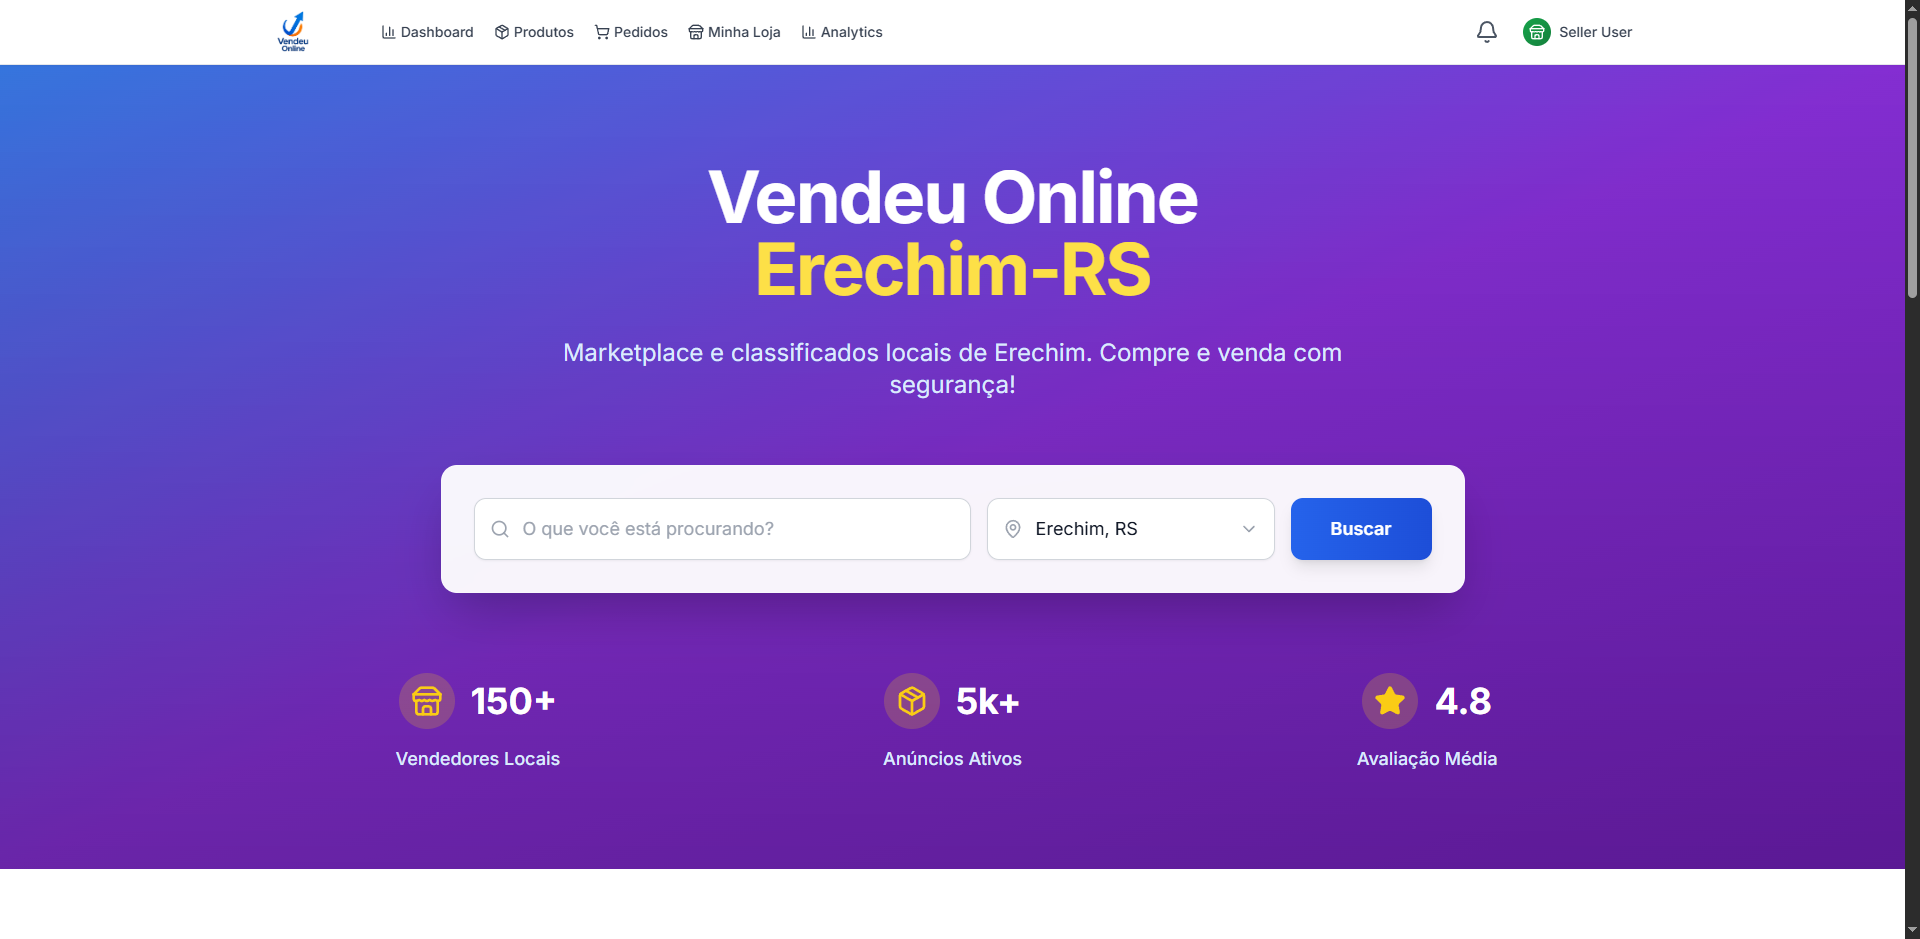 Vendeu
Online
Dashboard
Produtos
Pedidos
Minha Loja
Analytics
Seller User
Vendeu Online
Erechim-RS
Marketplace e classificados locais de Erechim. Compre e venda com
segurança!
O que você está procurando?
Erechim, RS
Buscar
150+
Vendedores Locais
5k+
Anúncios Ativos
4.8
Avaliação Média